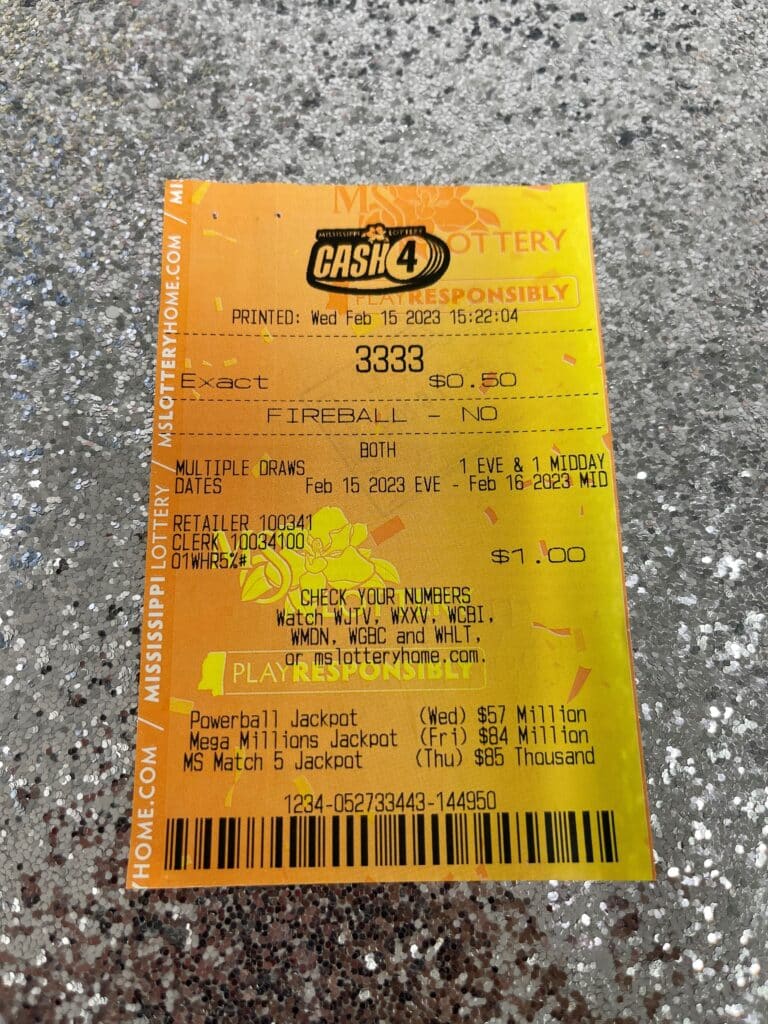 MS LOTTERY
MISSISSIPPI LOTTERY
CASH 4
PLAY RESPONSIBLY
PRINTED: Wed Feb 15 2023 15:22:04
3333
Exact $0.50
FIREBALL - NO
BOTH
MULTIPLE DRAWS 1 EVE & 1 MIDDAY
DATES Feb 15 2023 EVE - Feb 16 2023 MID
RETAILER 100341
CLERK 10034100
01WHR5%# $1.00
CHECK YOUR NUMBERS
Watch WJTV, WXXV, WCBI,
WMDN, WGBC and WHLT,
or mslotteryhome.com.
PLAY RESPONSIBLY
Powerball Jackpot (Wed) $57 Million
Mega Millions Jackpot (Fri) $84 Million
MS Match 5 Jackpot (Thu) $85 Thousand
1234-052733443-144950
HOME.COM / MISSISSIPPI LOTTERY / MSLOTTERYHOME.COM / MI